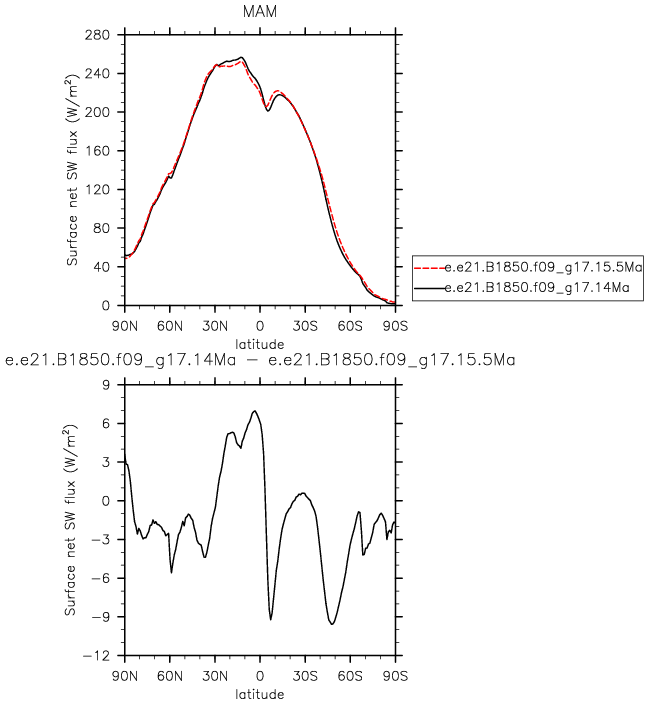 MAM
280
240
200
160
120
80
40
0
Surface net SW flux (W/m²)
90N 60N 30N 0 30S 60S 90S
latitude
e.e21.B1850.f09_g17.15.5Ma
e.e21.B1850.f09_g17.14Ma
e.e21.B1850.f09_g17.14Ma − e.e21.B1850.f09_g17.15.5Ma
9
6
3
0
−3
−6
−9
−12
Surface net SW flux (W/m²)
90N 60N 30N 0 30S 60S 90S
latitude